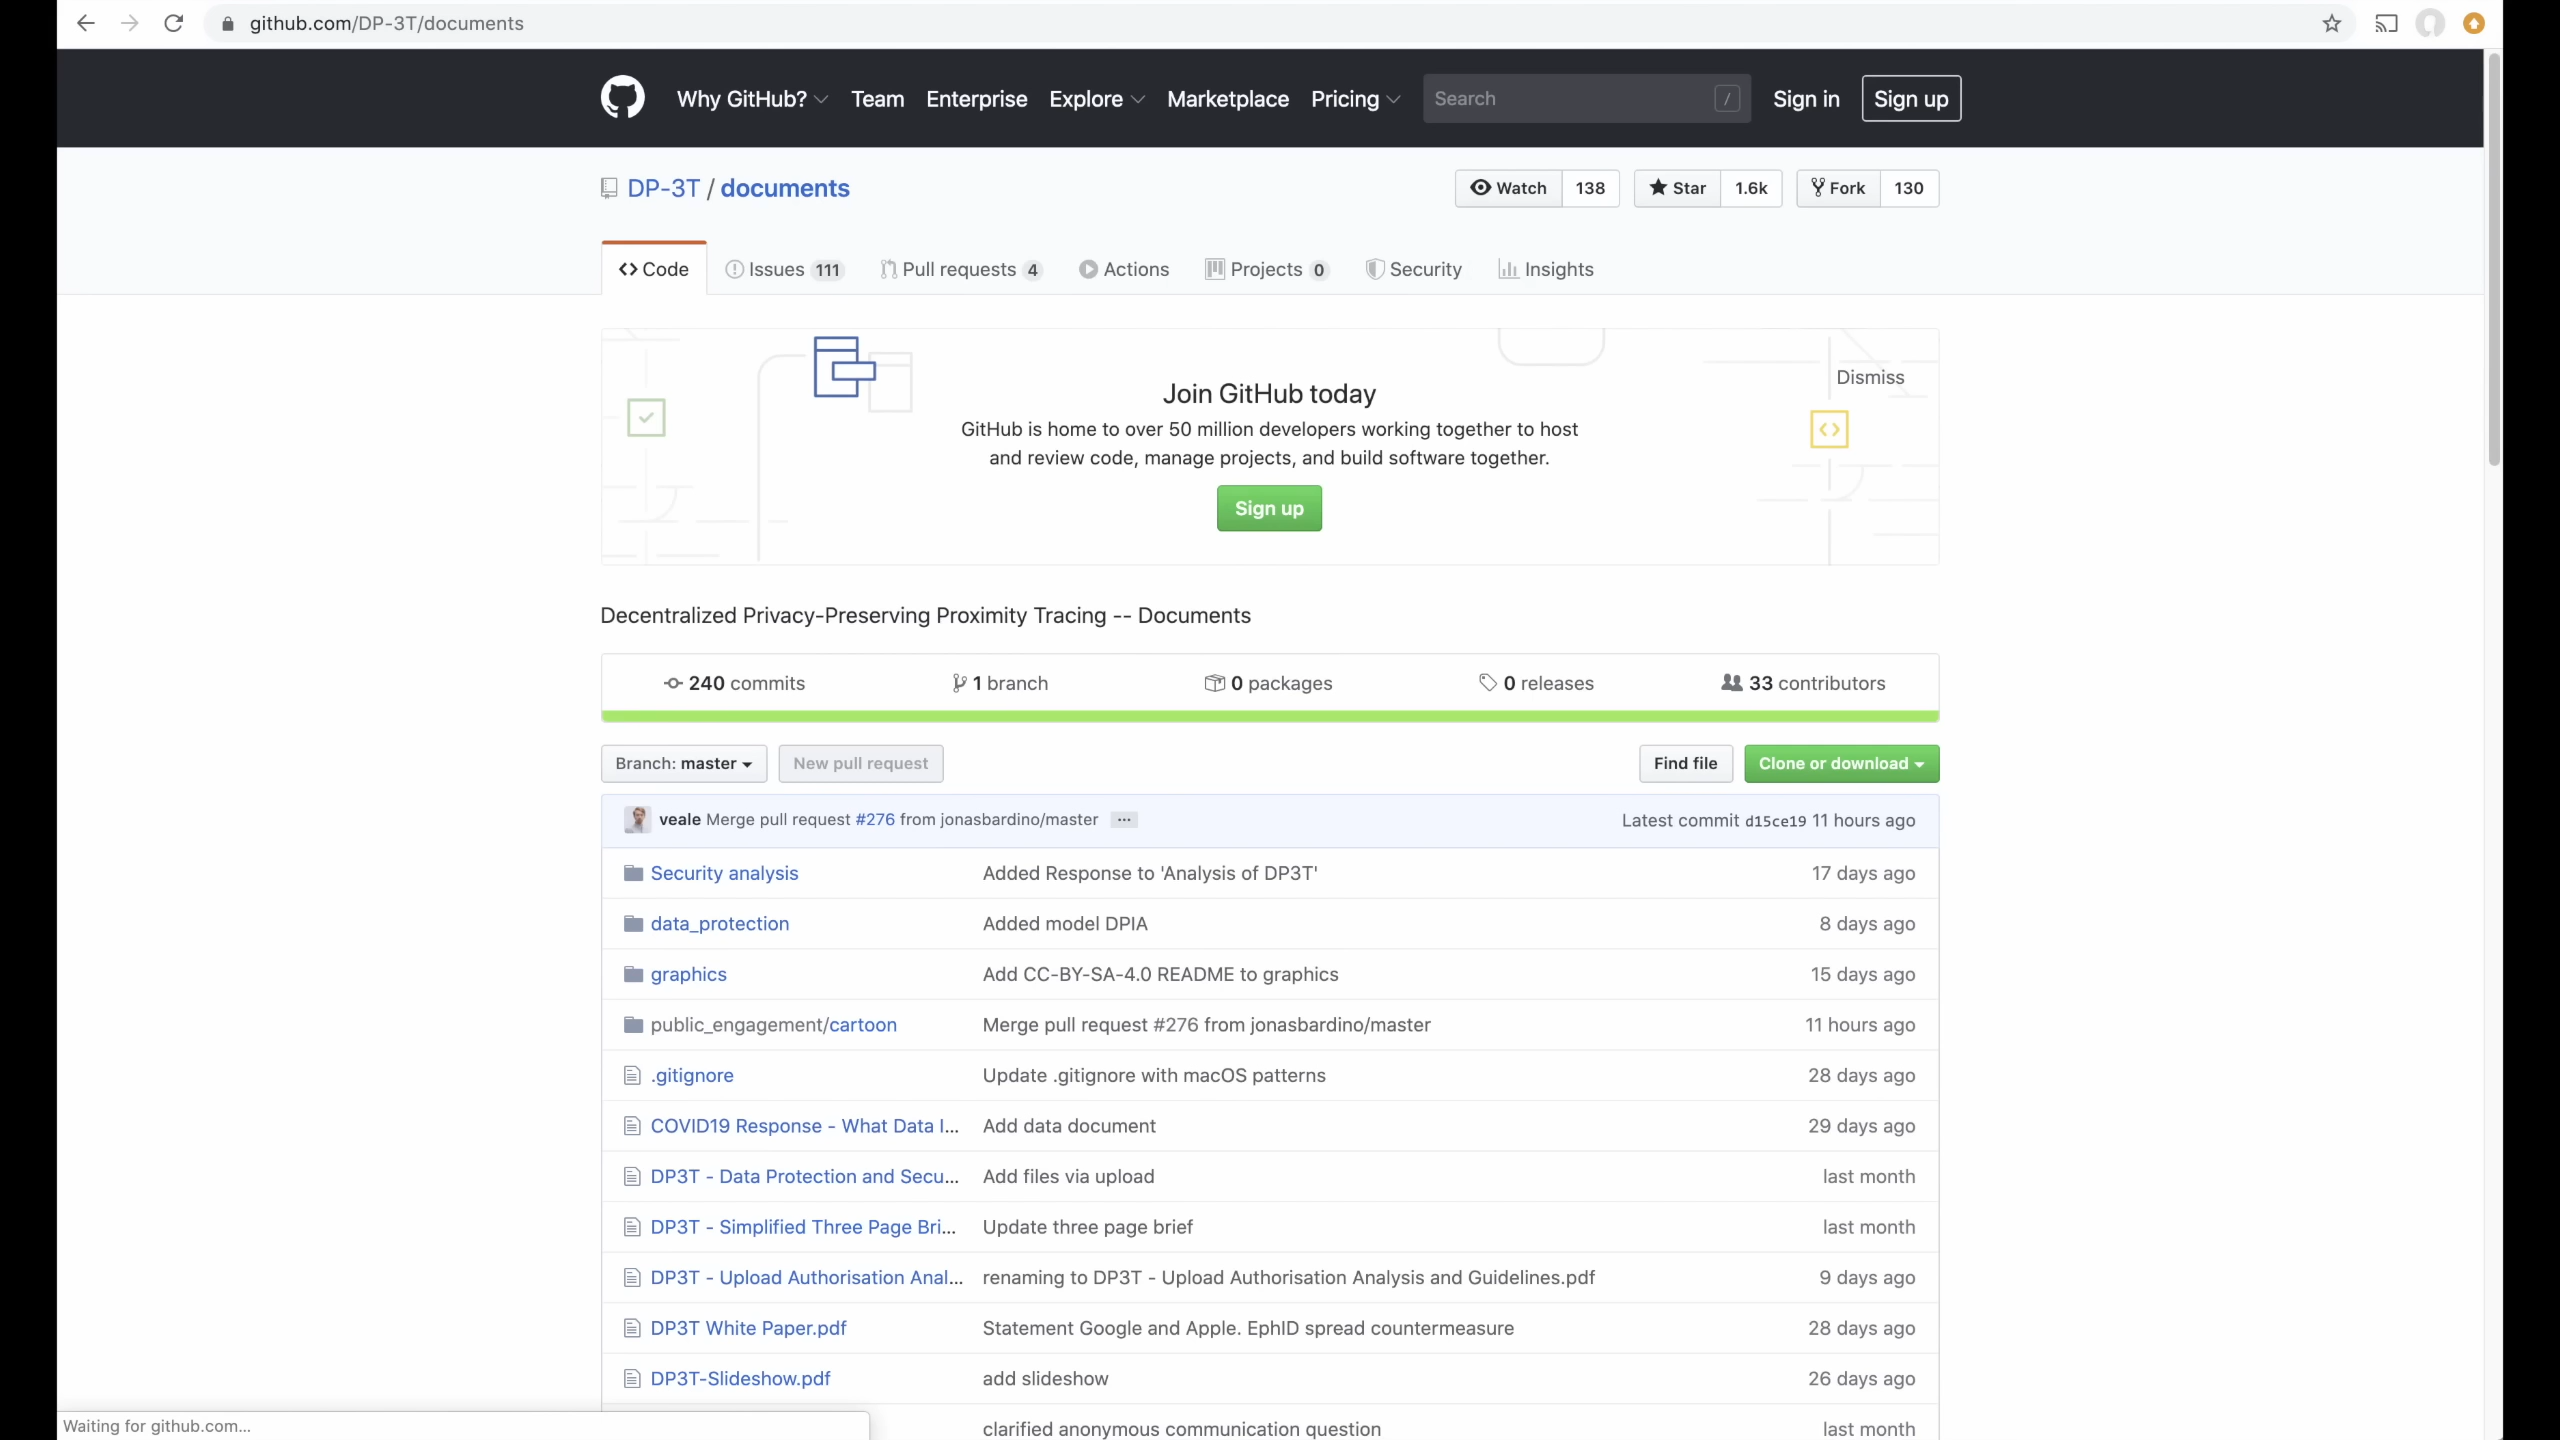 github.com/DP-3T/documents
Why GitHub? Team Enterprise Explore Marketplace Pricing Search / Sign in Sign up
DP-3T / documents
Watch 138 Star 1.6k Fork 130
Code Issues 111 Pull requests 4 Actions Projects 0 Security Insights
Dismiss
Join GitHub today
GitHub is home to over 50 million developers working together to host
and review code, manage projects, and build software together.
Sign up
Decentralized Privacy-Preserving Proximity Tracing -- Documents
240 commits 1 branch 0 packages 0 releases 33 contributors
Branch: master New pull request Find file Clone or download
veale Merge pull request #276 from jonasbardino/master ... Latest commit d15ce19 11 hours ago
Security analysis Added Response to 'Analysis of DP3T' 17 days ago
data_protection Added model DPIA 8 days ago
graphics Add CC-BY-SA-4.0 README to graphics 15 days ago
public_engagement/cartoon Merge pull request #276 from jonasbardino/master 11 hours ago
.gitignore Update .gitignore with macOS patterns 28 days ago
COVID19 Response - What Data I... Add data document 29 days ago
DP3T - Data Protection and Secu... Add files via upload last month
DP3T - Simplified Three Page Bri... Update three page brief last month
DP3T - Upload Authorisation Anal... renaming to DP3T - Upload Authorisation Analysis and Guidelines.pdf 9 days ago
DP3T White Paper.pdf Statement Google and Apple. EphID spread countermeasure 28 days ago
DP3T-Slideshow.pdf add slideshow 26 days ago
clarified anonymous communication question last month
Waiting for github.com...